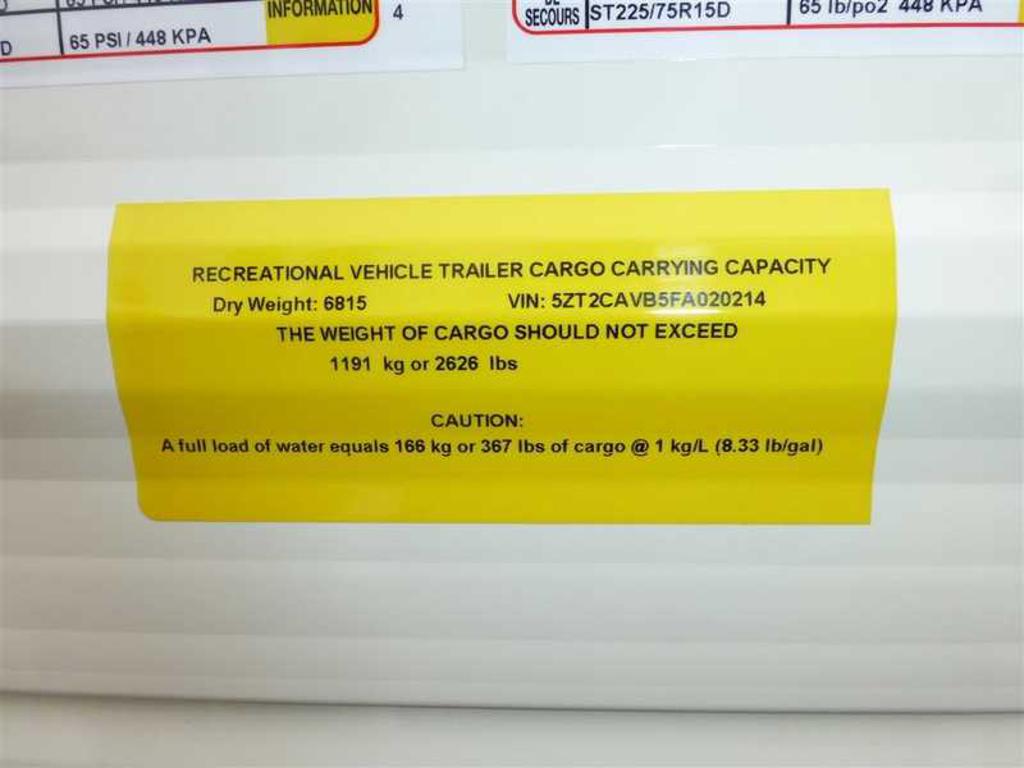 INFORMATION
4
D 65 PSI / 448 KPA
DE
SECOURS ST225/75R15D 65 lb/po2 448 KPA
RECREATIONAL VEHICLE TRAILER CARGO CARRYING CAPACITY
Dry Weight: 6815 VIN: 5ZT2CAVB5FA020214
THE WEIGHT OF CARGO SHOULD NOT EXCEED
1191 kg or 2626 lbs
CAUTION:
A full load of water equals 166 kg or 367 lbs of cargo @ 1 kg/L (8.33 lb/gal)